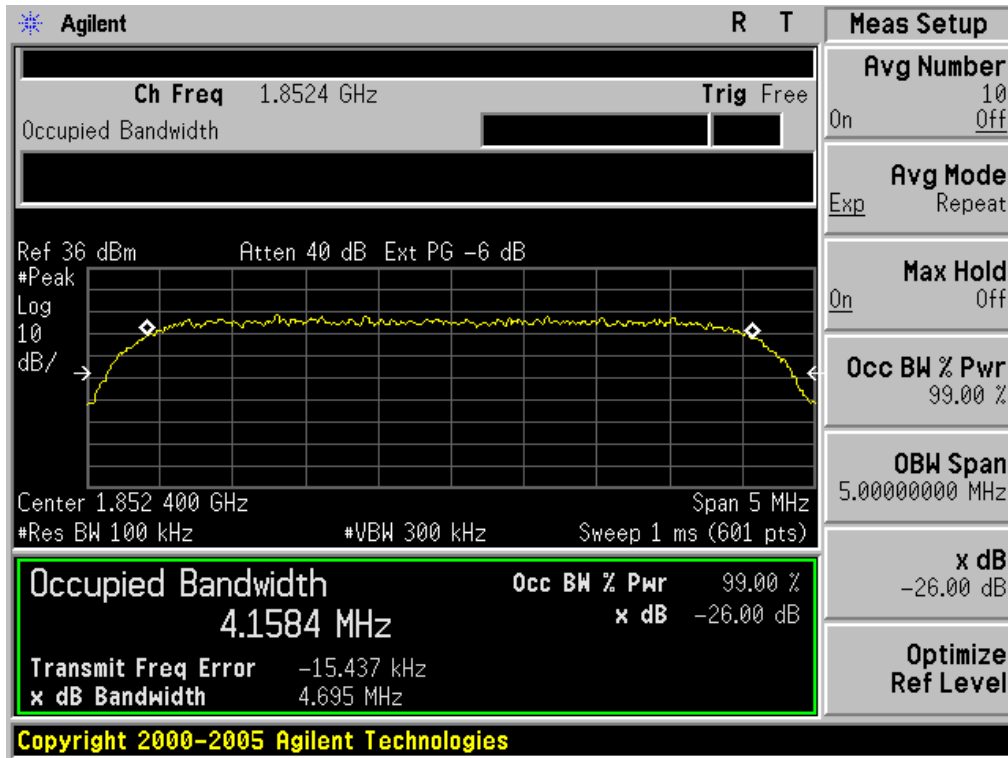 Agilent R T Meas Setup
Ch Freq 1.8524 GHz Trig Free
Occupied Bandwidth
Avg Number
10
On Off
Avg Mode
Exp Repeat
Max Hold
On Off
Occ BW % Pwr
99.00 %
OBW Span
5.00000000 MHz
x dB
-26.00 dB
Optimize
Ref Level
Ref 36 dBm Atten 40 dB Ext PG -6 dB
#Peak
Log
10
dB/
Center 1.852 400 GHz Span 5 MHz
#Res BW 100 kHz #VBW 300 kHz Sweep 1 ms (601 pts)
Occupied Bandwidth Occ BW % Pwr 99.00 %
4.1584 MHz x dB -26.00 dB
Transmit Freq Error -15.437 kHz
x dB Bandwidth 4.695 MHz
Copyright 2000-2005 Agilent Technologies